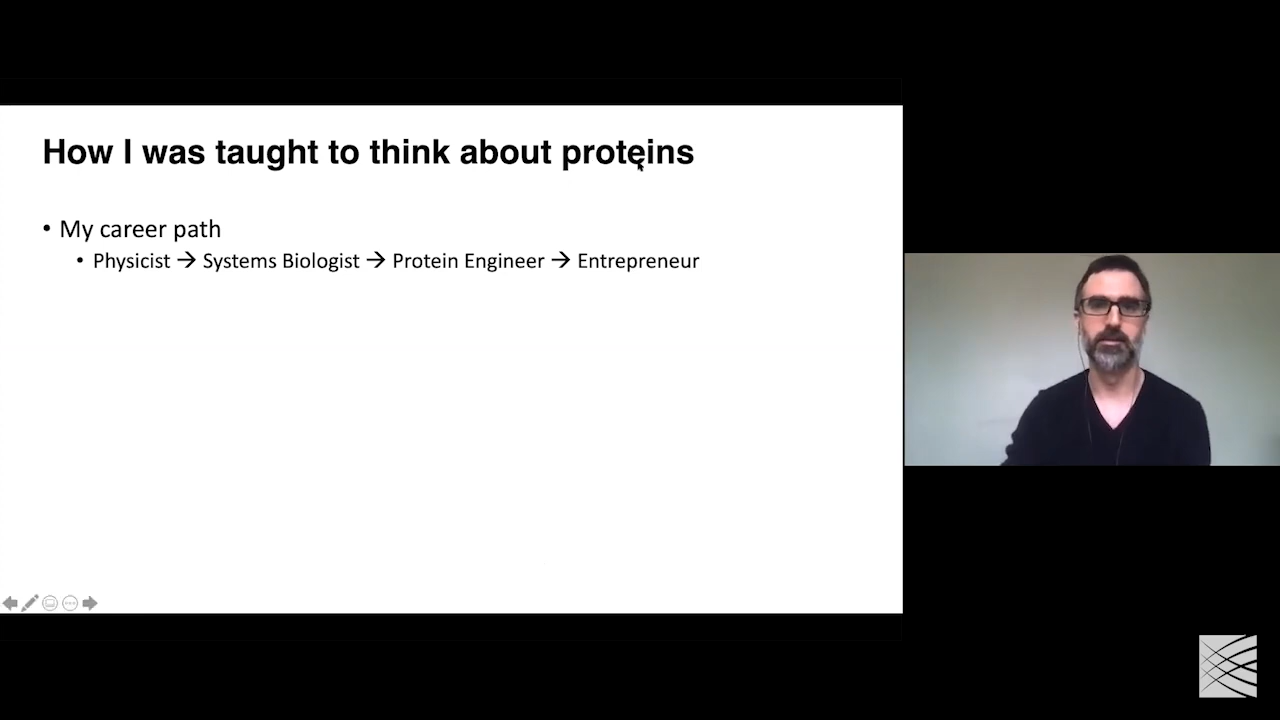 How I was taught to think about proteins
• My career path
• Physicist → Systems Biologist → Protein Engineer → Entrepreneur